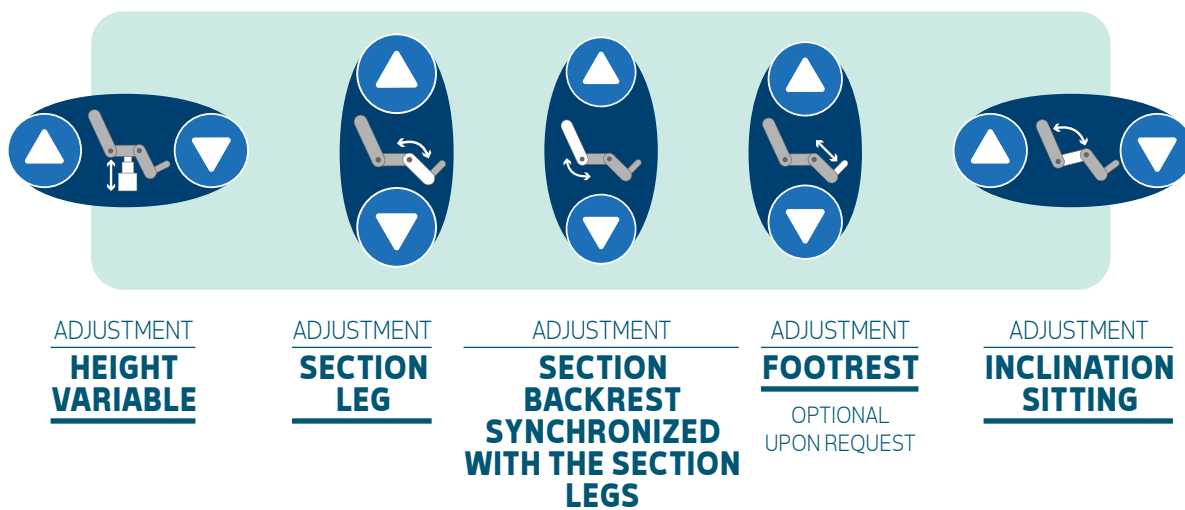 ADJUSTMENT
HEIGHT
VARIABLE
ADJUSTMENT
SECTION
LEG
ADJUSTMENT
SECTION
BACKREST
SYNCHRONIZED
WITH THE SECTION
LEGS
ADJUSTMENT
FOOTREST
OPTIONAL
UPON REQUEST
ADJUSTMENT
INCLINATION
SITTING